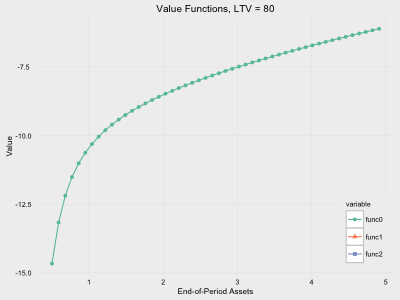 Value Functions, LTV = 80
Value
-7.5
-10.0
-12.5
-15.0
1 2 3 4 5
End-of-Period Assets
variable
func0
func1
func2